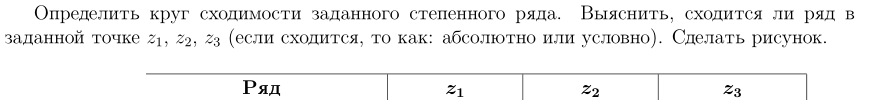 Определить круг сходимости заданного степенного ряда. Выяснить, сходится ли ряд в
заданной точке z₁, z₂, z₃ (если сходится, то как: абсолютно или условно). Сделать рисунок.
Ряд z₁ z₂ z₃